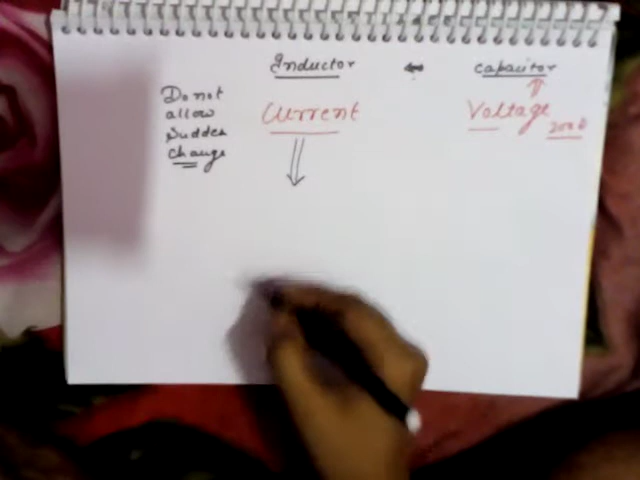 Inductor
capacitor
Do not
allow
Sudden
change
Current
Voltage